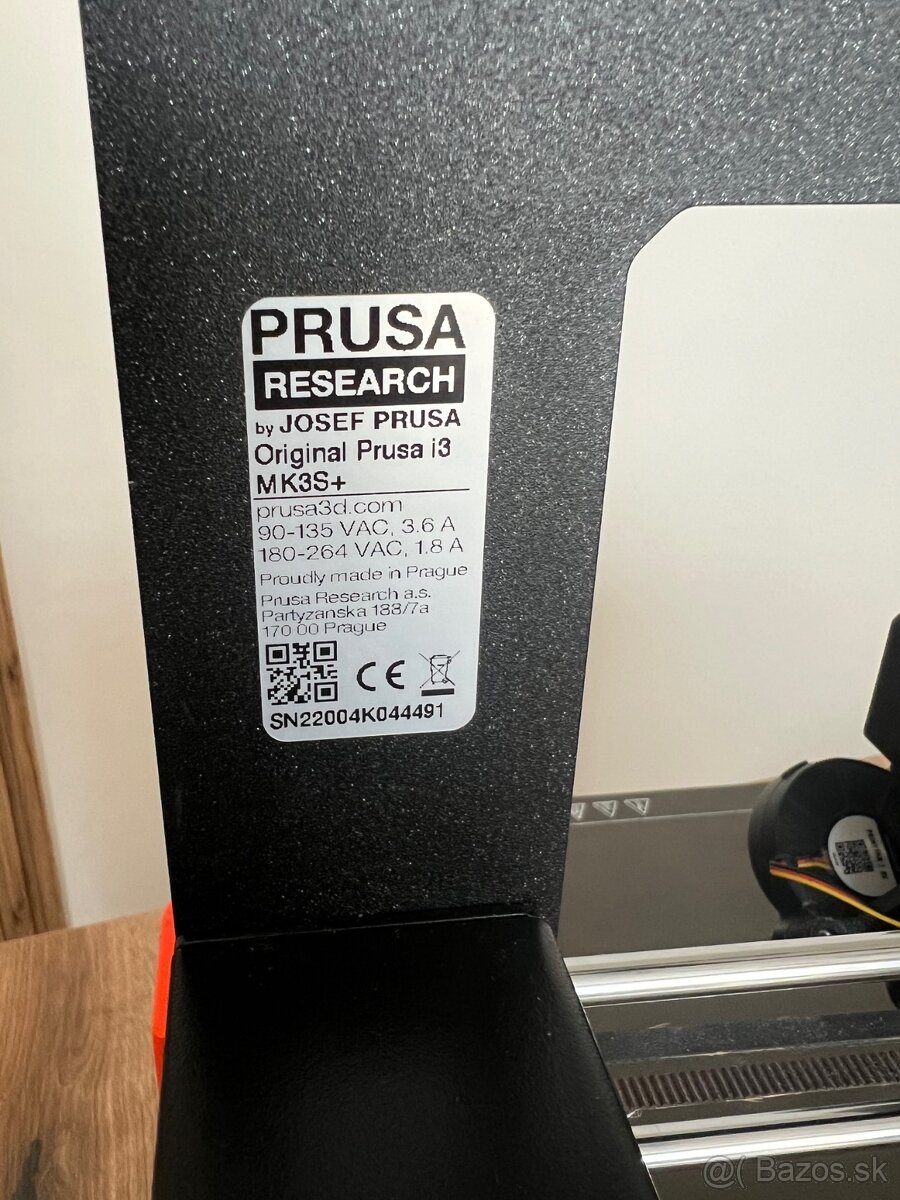 PRUSA
RESEARCH
by JOSEF PRUSA
Original Prusa i3
MK3S+
prusa3d.com
90-135 VAC, 3.6 A
180-264 VAC, 1.8 A
Proudly made in Prague
Prusa Research a.s.
Partyzanska 188/7a
170 00 Prague
CE
SN22004K044491
@( Bazos.sk